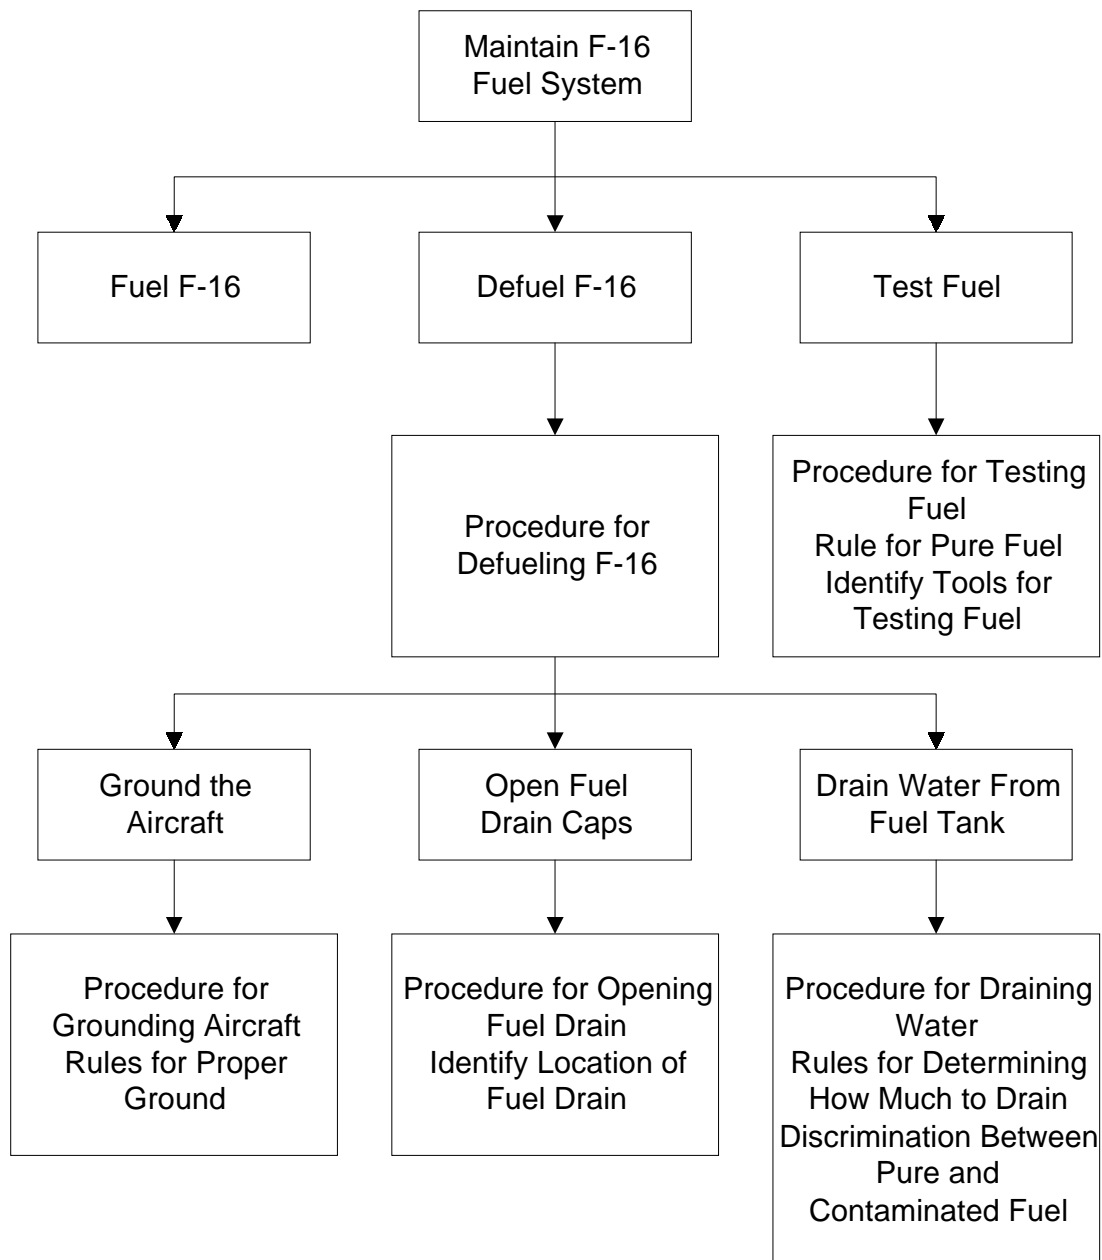 Maintain F-16
Fuel System
Fuel F-16
Defuel F-16
Test Fuel
Procedure for
Defueling F-16
Procedure for Testing
Fuel
Rule for Pure Fuel
Identify Tools for
Testing Fuel
Ground the
Aircraft
Open Fuel
Drain Caps
Drain Water From
Fuel Tank
Procedure for
Grounding Aircraft
Rules for Proper
Ground
Procedure for Opening
Fuel Drain
Identify Location of
Fuel Drain
Procedure for Draining
Water
Rules for Determining
How Much to Drain
Discrimination Between
Pure and
Contaminated Fuel